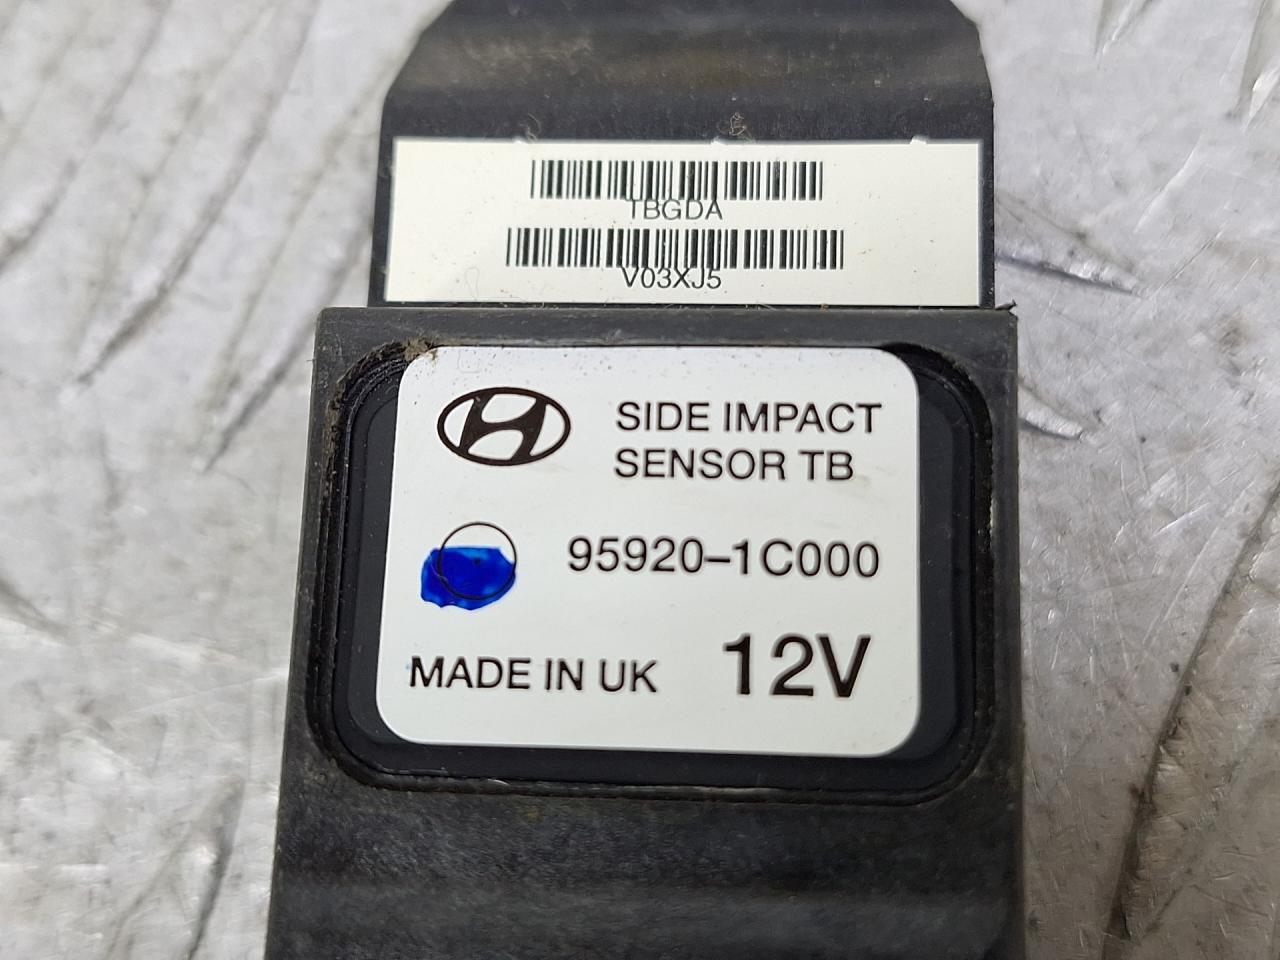 TBGDA
V03XJ5
SIDE IMPACT
SENSOR TB
95920-1C000
MADE IN UK 12V